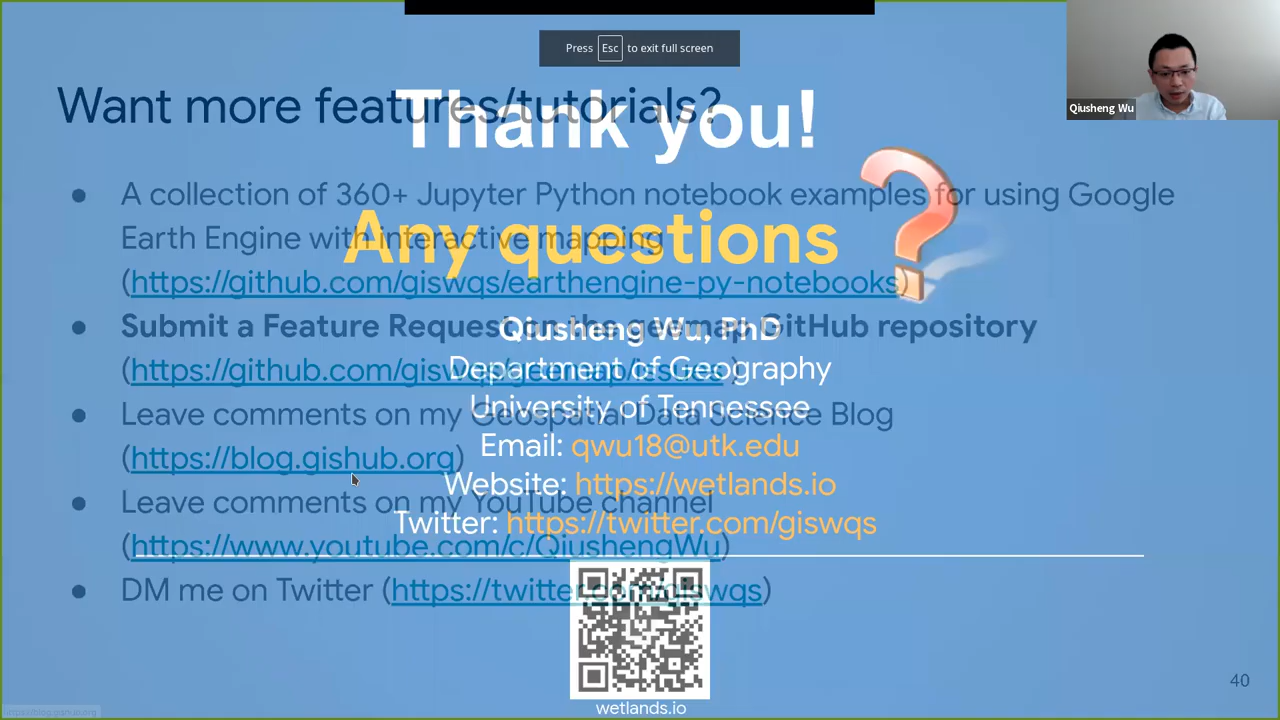 Press Esc to exit full screen
Qiusheng Wu
Want more features/tutorials?
● A collection of 360+ Jupyter Python notebook examples for using Google
Earth Engine with interactive mapping
(https://github.com/giswqs/earthengine-py-notebooks)
● Submit a Feature Request on the geemap GitHub repository
(https://github.com/giswqs/geemap/issues)
● Leave comments on my Geospatial Data Science Blog
(https://blog.gishub.org)
● Leave comments on my YouTube channel
(https://www.youtube.com/c/QiushengWu)
● DM me on Twitter (https://twitter.com/giswqs)
Thank you!
Any questions
?
Qiusheng Wu, PhD
Department of Geography
University of Tennessee
Email: qwu18@utk.edu
Website: https://wetlands.io
Twitter: https://twitter.com/giswqs
wetlands.io
40
https://blog.gishub.org